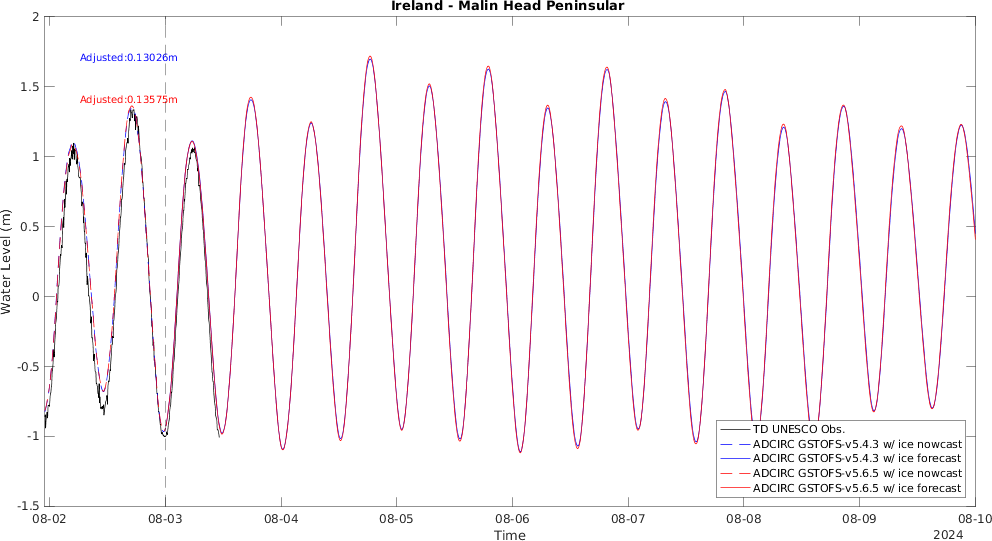 Ireland - Malin Head Peninsular
2
Adjusted:0.13026m
1.5
Adjusted:0.13575m
1
0.5
Water Level (m)
0
-0.5
-1
-1.5
TD UNESCO Obs.
ADCIRC GSTOFS-v5.4.3 w/ ice nowcast
ADCIRC GSTOFS-v5.4.3 w/ ice forecast
ADCIRC GSTOFS-v5.6.5 w/ ice nowcast
ADCIRC GSTOFS-v5.6.5 w/ ice forecast
08-02 08-03 08-04 08-05 08-06 08-07 08-08 08-09 08-10
Time
2024